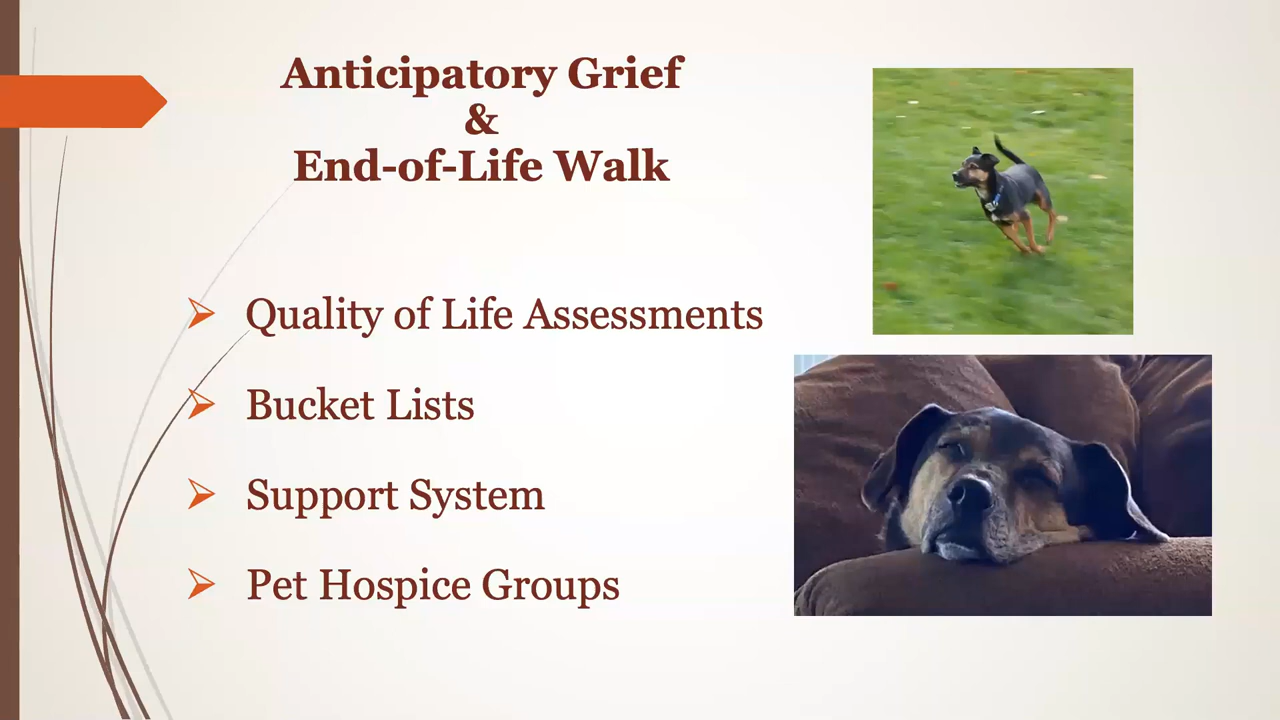 Anticipatory Grief
&
End-of-Life Walk
Quality of Life Assessments
Bucket Lists
Support System
Pet Hospice Groups